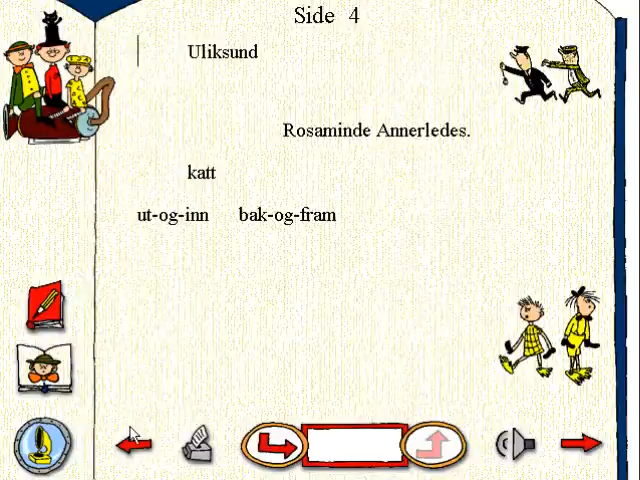 Side 4
Uliksund
Rosaminde Annerledes.
katt
ut-og-inn bak-og-fram